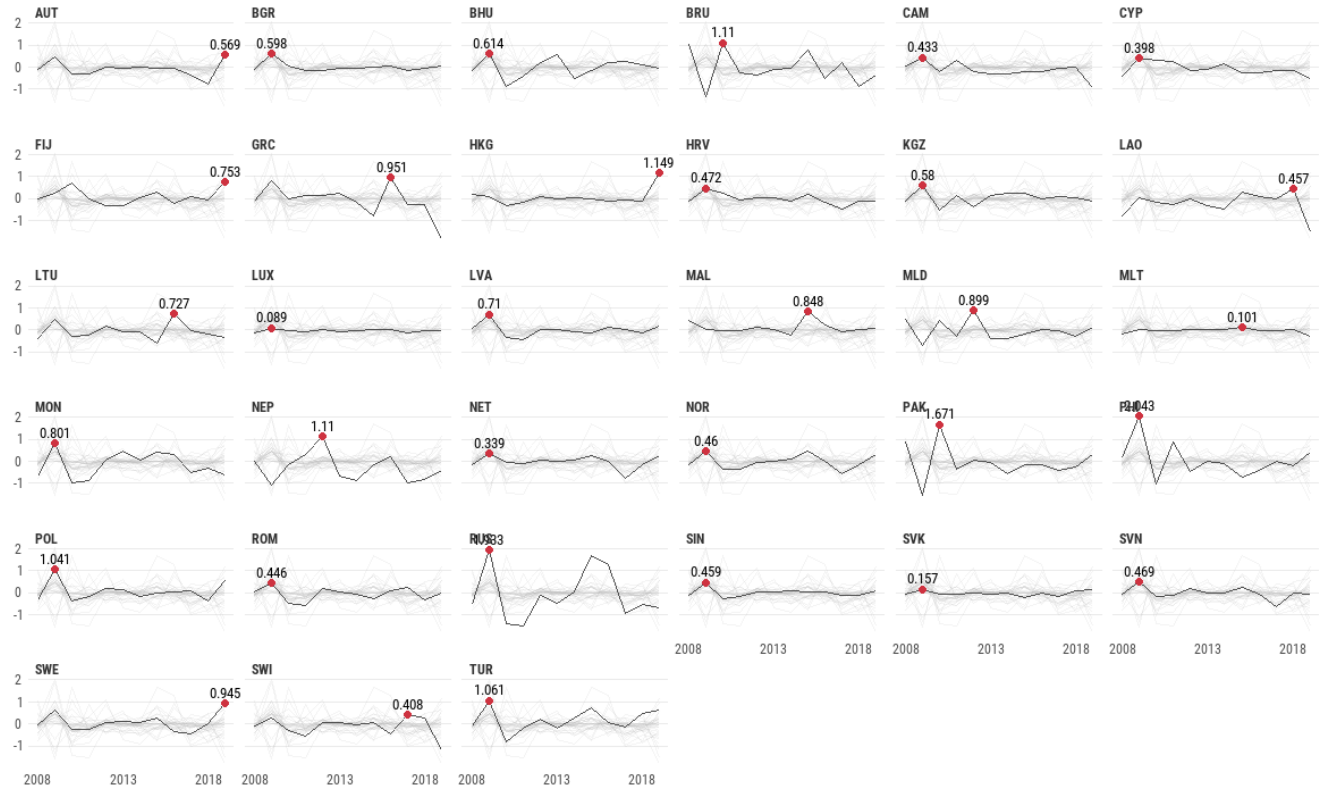 AUT BGR BHU BRU CAM CYP
2 0.569 0.598 0.614 1.11 0.433 0.398
1
0
-1
FIJ GRC HKG HRV KGZ LAO
2 0.753 0.951 1.149 0.472 0.58 0.457
1
0
-1
LTU LUX LVA MAL MLD MLT
2 0.727 0.089 0.71 0.848 0.899 0.101
1
0
-1
MON NEP NET NOR PAK
2 0.801 1.11 0.339 0.46 1.671
1
0
-1
POL ROM RUS SIN SVK SVN
2 1.041 0.446 0.459 0.157 0.469
1
0
-1
2008 2013 2018 2008 2013 2018 2008 2013 2018
SWE SWI TUR
2 0.945 0.408 1.061
1
0
-1
2008 2013 2018 2008 2013 2018 2008 2013 2018